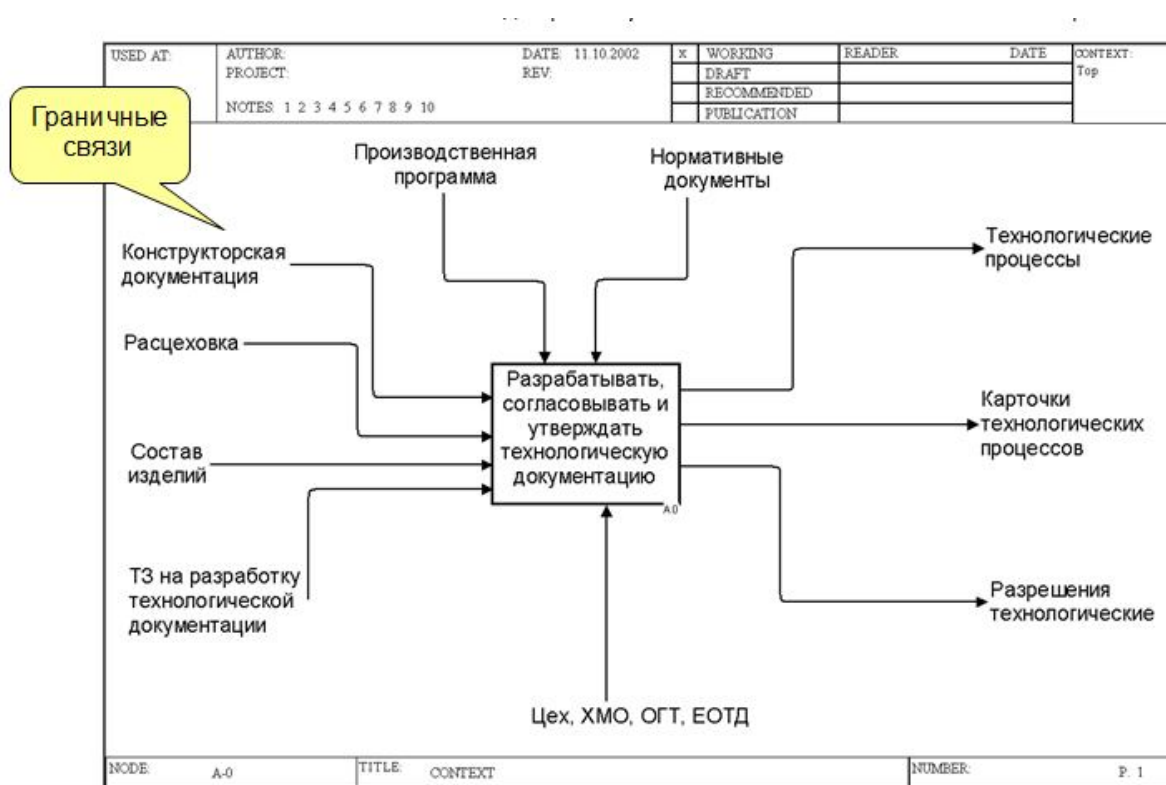 USED AT:
AUTHOR:
DATE: 11.10.2002
PROJECT:
REV:
NOTES: 1 2 3 4 5 6 7 8 9 10
x WORKING
READER
DATE
CONTEXT:
DRAFT
Top
RECOMMENDED
PUBLICATION
Граничные
связи
Производственная
программа
Нормативные
документы
Конструкторская
документация
Технологические
процессы
Расцеховка
Разрабатывать,
согласовывать и
утверждать
технологическую
документацию
A0
Карточки
технологических
процессов
Состав
изделий
ТЗ на разработку
технологической
документации
Разрешения
технологические
Цех, ХМО, ОГТ, ЕОТД
NODE:
A-0
TITLE:
CONTEXT
NUMBER:
P. 1